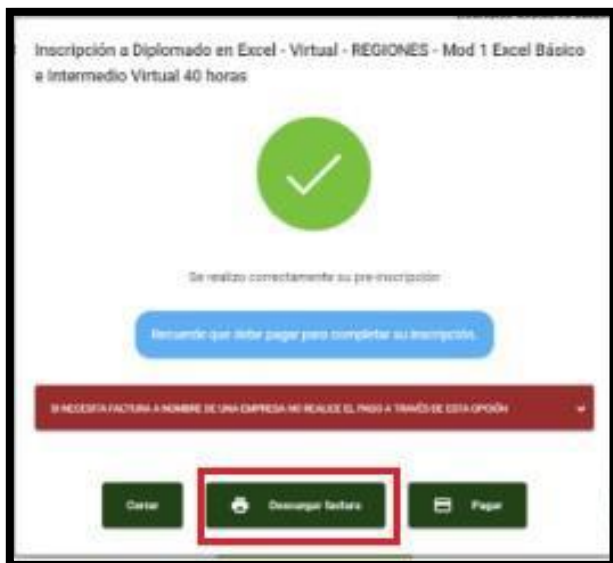 Inscripción a Diplomado en Excel - Virtual - REGIONES - Mod 1 Excel Básico
e Intermedio Virtual 40 horas
Se realizo correctamente su pre-inscripción
Recuerde que debe pagar para completar su inscripción.
SI NECESITA FACTURA A NOMBRE DE UNA EMPRESA NO REALICE EL PAGO A TRAVÉS DE ESTA OPCIÓN
Cerrar
Descargar factura
Pagar